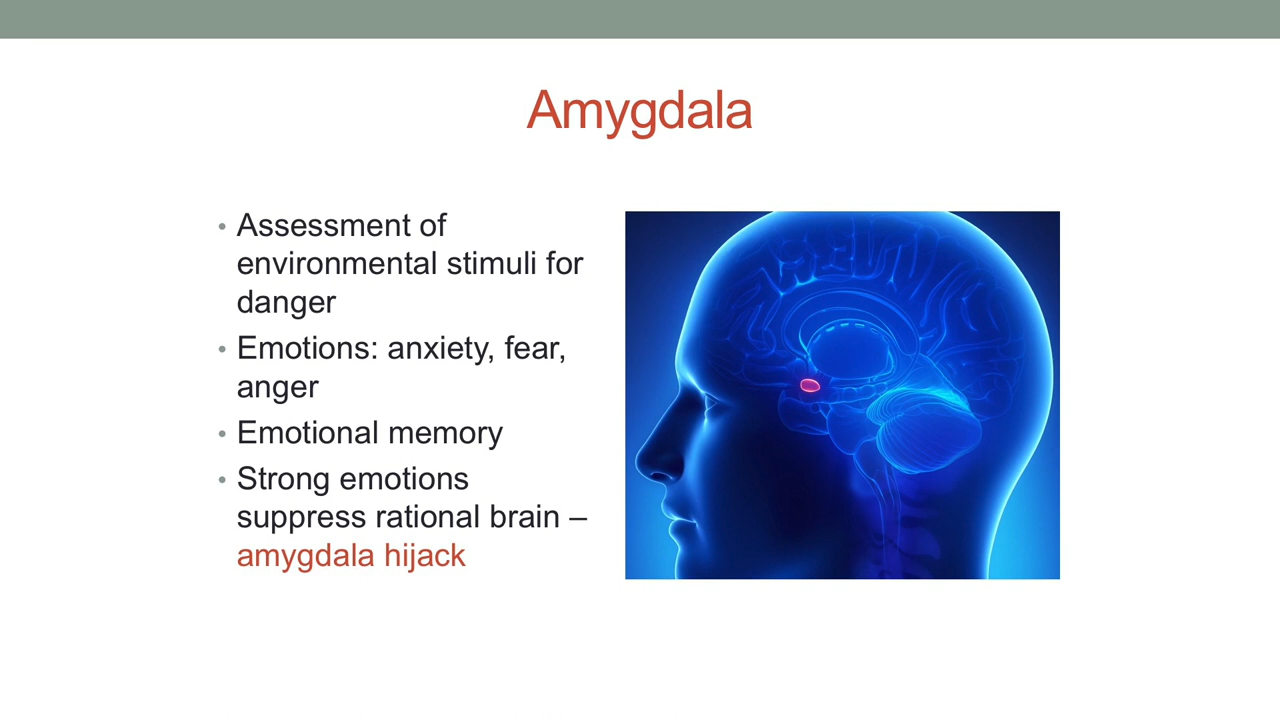 Amygdala
• Assessment of
environmental stimuli for
danger
• Emotions: anxiety, fear,
anger
• Emotional memory
• Strong emotions
suppress rational brain –
amygdala hijack